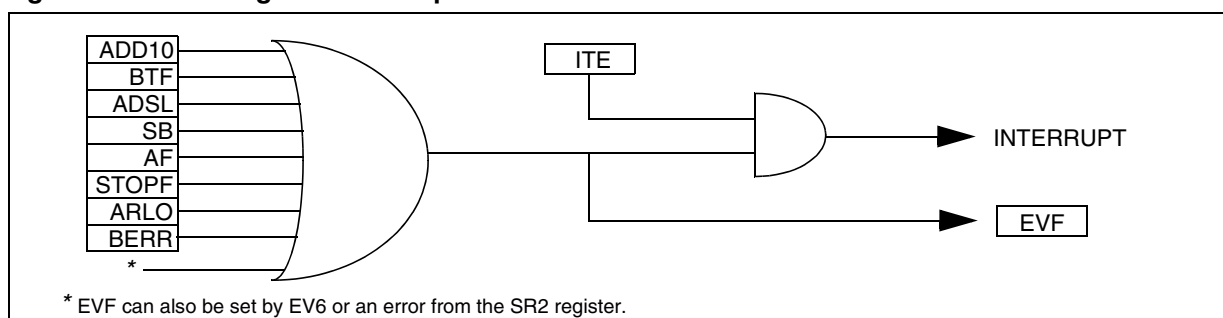 ADD10
BTF
ADSL
SB
AF
STOPF
ARLO
BERR
*
ITE
INTERRUPT
EVF
* EVF can also be set by EV6 or an error from the SR2 register.